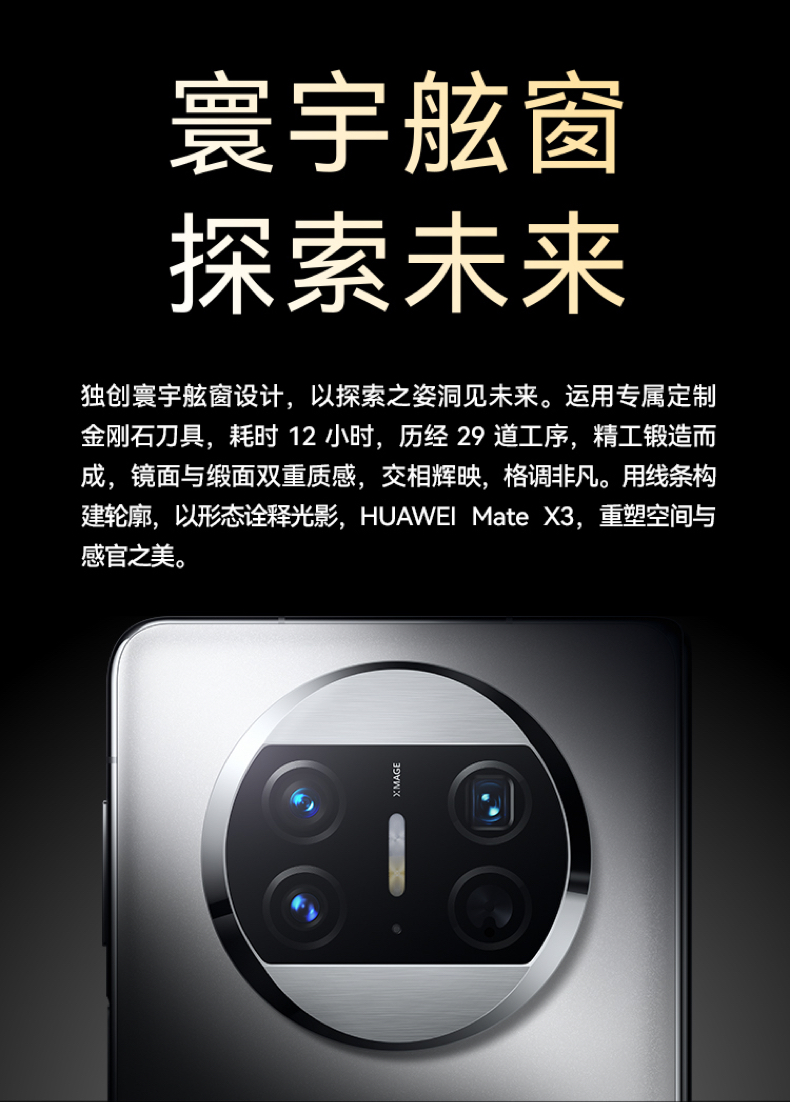 寰宇舷窗
探索未来
独创寰宇舷窗设计，以探索之姿洞见未来。运用专属定制
金刚石刀具，耗时 12 小时，历经 29 道工序，精工锻造而
成，镜面与缎面双重质感，交相辉映，格调非凡。用线条构
建轮廓，以形态诠释光影，HUAWEI Mate X3，重塑空间与
感官之美。
XMAGE